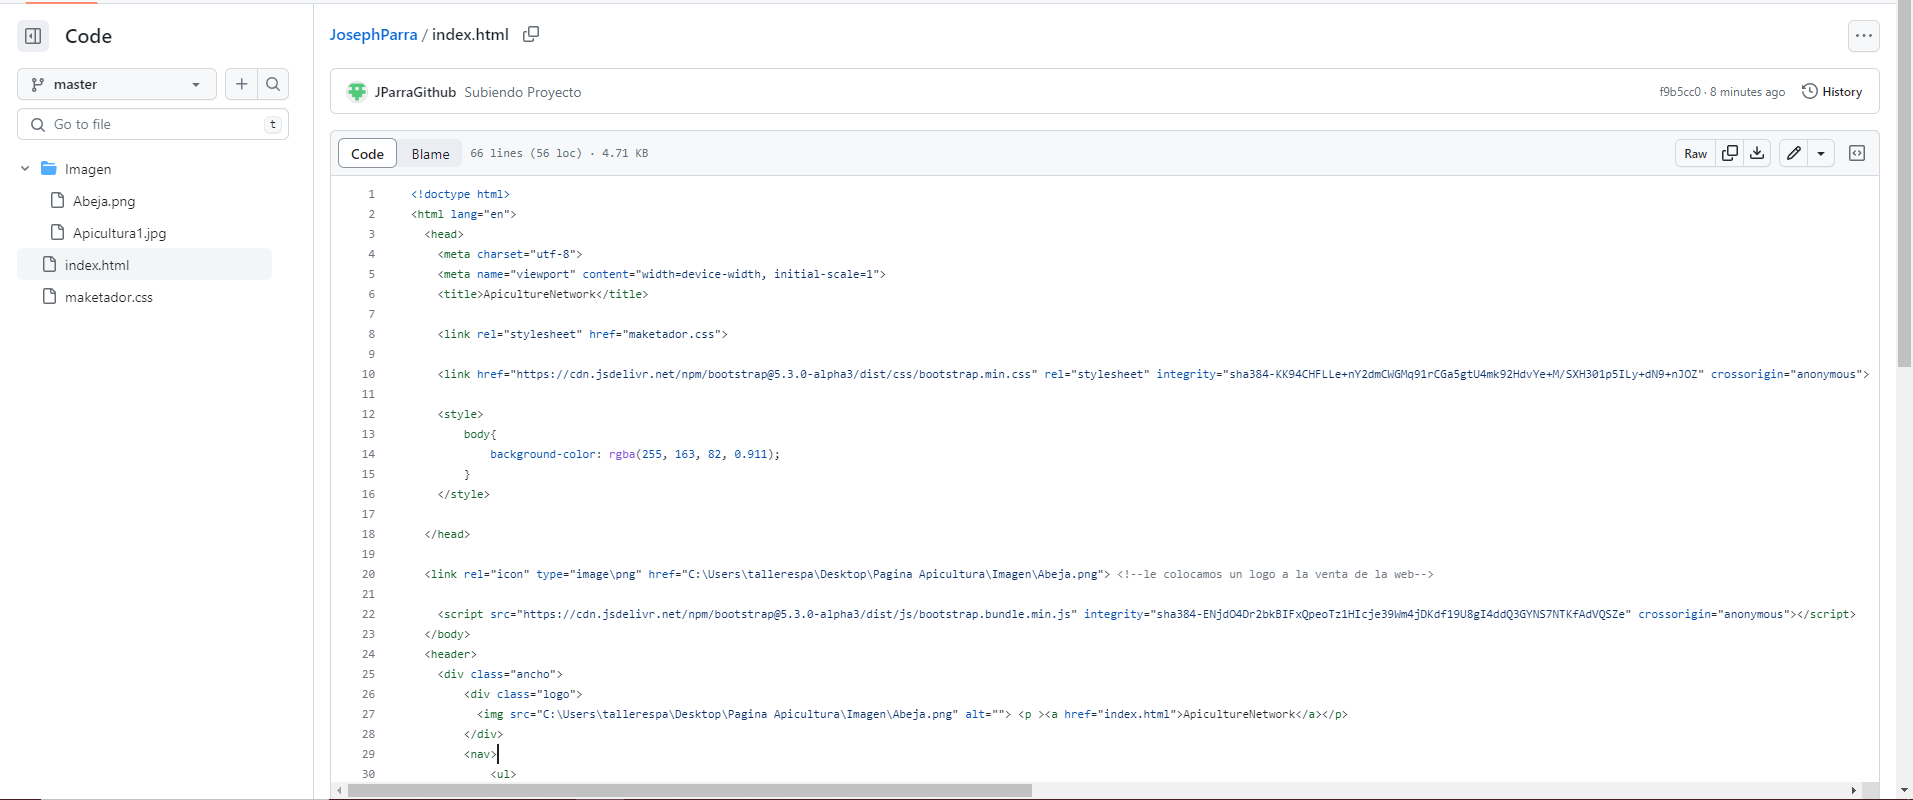 Code
master
Go to file
t
Imagen
Abeja.png
Apicultura1.jpg
index.html
maketador.css
JosephParra / index.html
JParraGithub Subiendo Proyecto
f9b5cc0 · 8 minutes ago
History
Code Blame 66 lines (56 loc) · 4.71 KB
Raw
1 <!doctype html>
2 <html lang="en">
3 <head>
4 <meta charset="utf-8">
5 <meta name="viewport" content="width=device-width, initial-scale=1">
6 <title>ApicultureNetwork</title>
7
8 <link rel="stylesheet" href="maketador.css">
9
10 <link href="https://cdn.jsdelivr.net/npm/bootstrap@5.3.0-alpha3/dist/css/bootstrap.min.css" rel="stylesheet" integrity="sha384-KK94CHFLLe+nY2dmCWGMq91rCGa5gtU4mk92HdvYe+M/SXH301p5ILy+dN9+nJOZ" crossorigin="anonymous">
11
12 <style>
13 body{
14 background-color: rgba(255, 163, 82, 0.911);
15 }
16 </style>
17
18 </head>
19
20 <link rel="icon" type="image\png" href="C:\Users\tallerespa\Desktop\Pagina Apicultura\Imagen\Abeja.png"> <!--le colocamos un logo a la venta de la web-->
21
22 <script src="https://cdn.jsdelivr.net/npm/bootstrap@5.3.0-alpha3/dist/js/bootstrap.bundle.min.js" integrity="sha384-ENjdO4Dr2bkBIFxQpeoTz1HIcje39Wm4jDKdf19U8gI4ddQ3GYNS7NTKfAdVQSZe" crossorigin="anonymous"></script>
23 </body>
24 <header>
25 <div class="ancho">
26 <div class="logo">
27 <img src="C:\Users\tallerespa\Desktop\Pagina Apicultura\Imagen\Abeja.png" alt=""> <p ><a href="index.html">ApicultureNetwork</a></p>
28 </div>
29 <nav>
30 <ul>